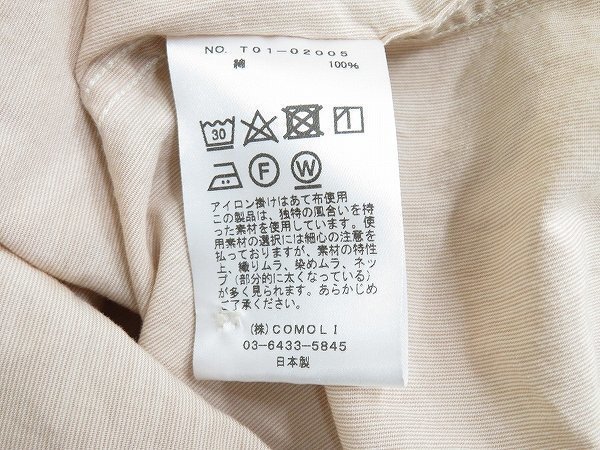 NO. T01-02005
綿 100%
30
F W
アイロン掛けはあて布使用
この製品は、独特の風合いを持
った素材を使用しています。使
用素材の選択には細心の注意を
払っておりますが、素材の特性
上、織りムラ、染めムラ、ネッ
プ（部分的に太くなっている）
が多く見られます。あらかじめ
ご了承ください。
(株)COMOLI
03-6433-5845
日本製